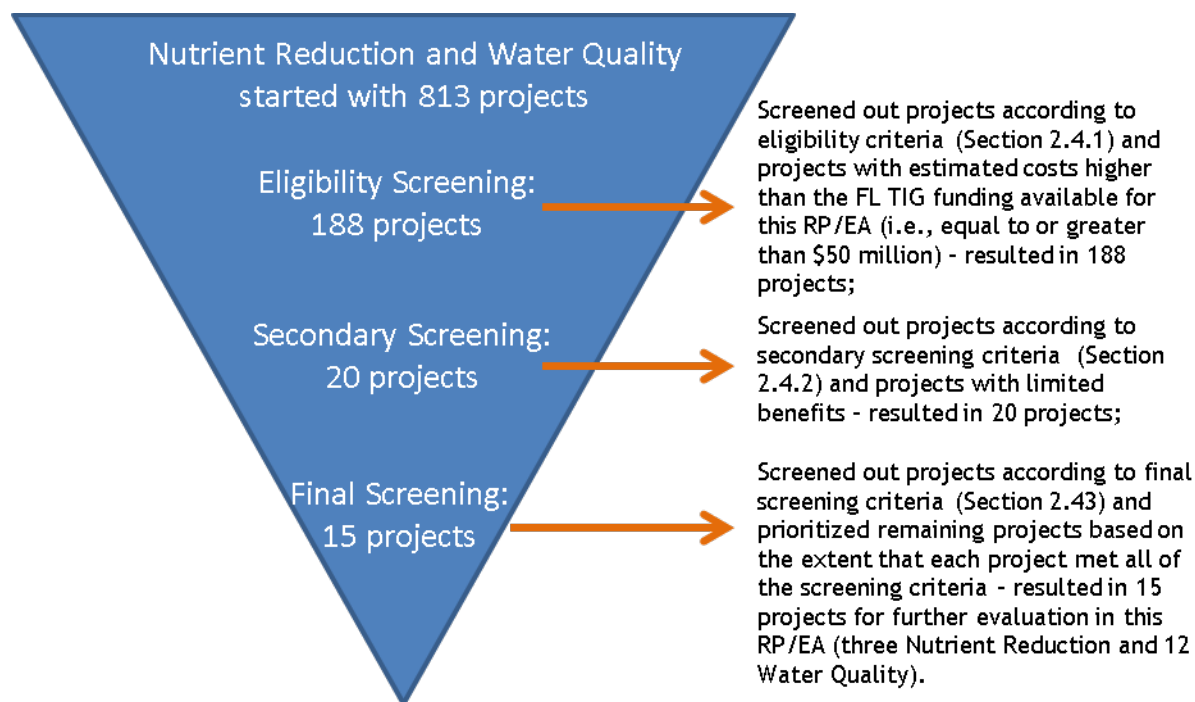 Nutrient Reduction and Water Quality
started with 813 projects
Eligibility Screening:
188 projects
Screened out projects according to
eligibility criteria (Section 2.4.1) and
projects with estimated costs higher
than the FL TIG funding available for
this RP/EA (i.e., equal to or greater
than $50 million) - resulted in 188
projects;
Secondary Screening:
20 projects
Screened out projects according to
secondary screening criteria (Section
2.4.2) and projects with limited
benefits - resulted in 20 projects;
Final Screening:
15 projects
Screened out projects according to final
screening criteria (Section 2.43) and
prioritized remaining projects based on
the extent that each project met all of
the screening criteria - resulted in 15
projects for further evaluation in this
RP/EA (three Nutrient Reduction and 12
Water Quality).